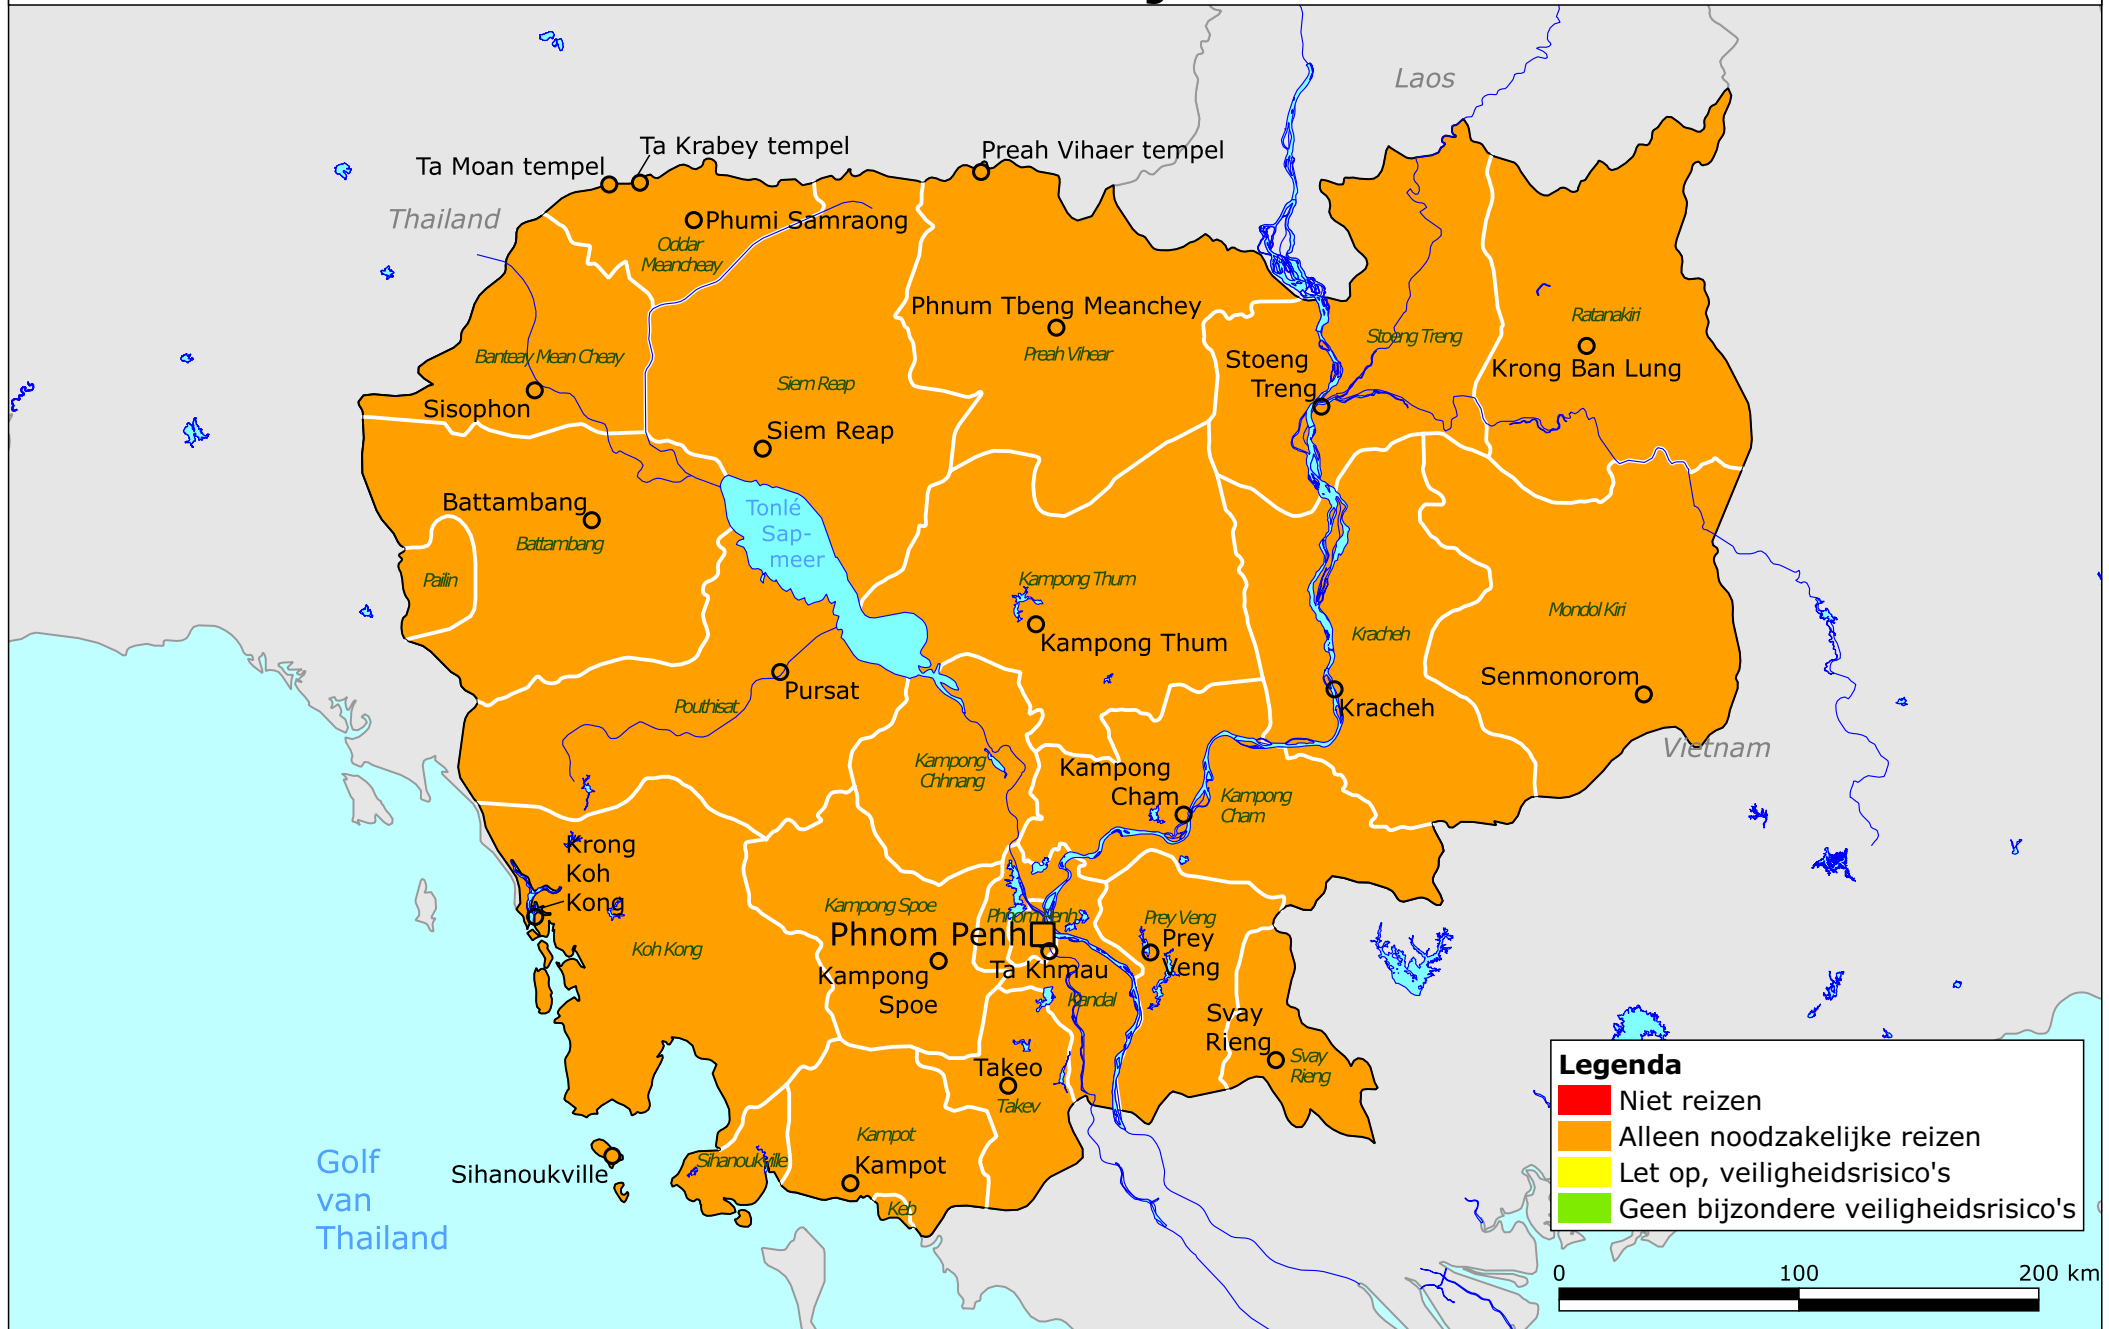 Laos
Ta Krabey tempel
Preah Vihaer tempel
Ta Moan tempel
Thailand
Phumi Samraong
Oddar
Meancheay
Phnum Tbeng Meanchey
Preah Vihear
Ratanakiri
Stoeng Treng
Stoeng
Treng
Krong Ban Lung
Banteay Mean Cheay
Sisophon
Siem Reap
Siem Reap
Battambang
Battambang
Tonlé
Sap-
meer
Pailin
Kampong Thum
Kampong Thum
Mondol Kiri
Kracheh
Senmonorom
Pursat
Pouthisat
Kracheh
Vietnam
Kampong
Chhnang
Kampong
Cham
Kampong
Cham
Krong
Koh
Kong
Koh Kong
Kampong Spoe
Phnom Penh
Phnom Penh
Prey Veng
Prey
Veng
Kampong
Spoe
Ta Khmau
Kandal
Svay
Rieng
Svay
Rieng
Takeo
Takev
Kampot
Kampot
Sihanoukville
Sihanoukville
Keb
Golf
van
Thailand
Legenda
Niet reizen
Alleen noodzakelijke reizen
Let op, veiligheidsrisico's
Geen bijzondere veiligheidsrisico's
0 100 200 km